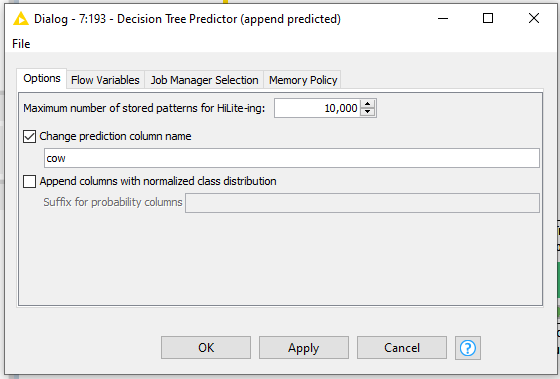 Dialog - 7:193 - Decision Tree Predictor (append predicted)
File
Options Flow Variables Job Manager Selection Memory Policy
Maximum number of stored patterns for HiLite-ing: 10,000
Change prediction column name
cow
Append columns with normalized class distribution
Suffix for probability columns
OK Apply Cancel ?